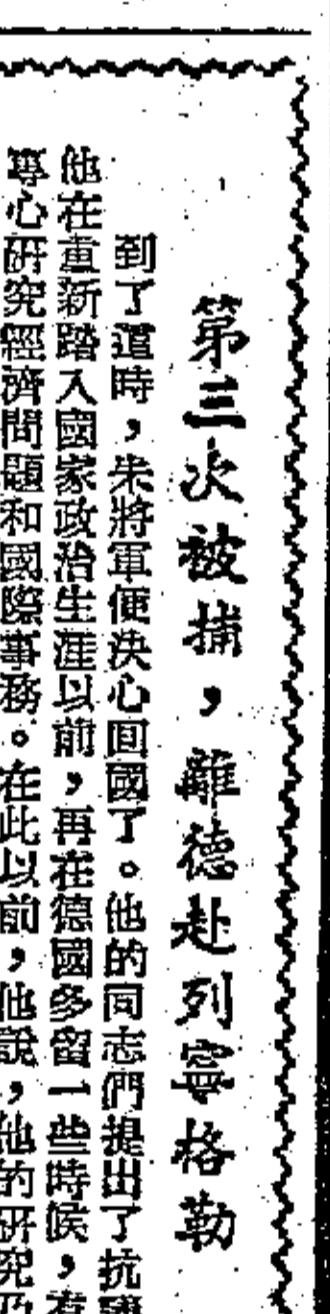 第三次被捕，離德赴列寧格勒
到了這時，朱將軍便決心回國了。他的同志們提出了抗議
他在重新踏入國家政治生涯以前，再在德國多留一些時候，
專心研究經濟問題和國際事務。在此以前，他說，他的研究